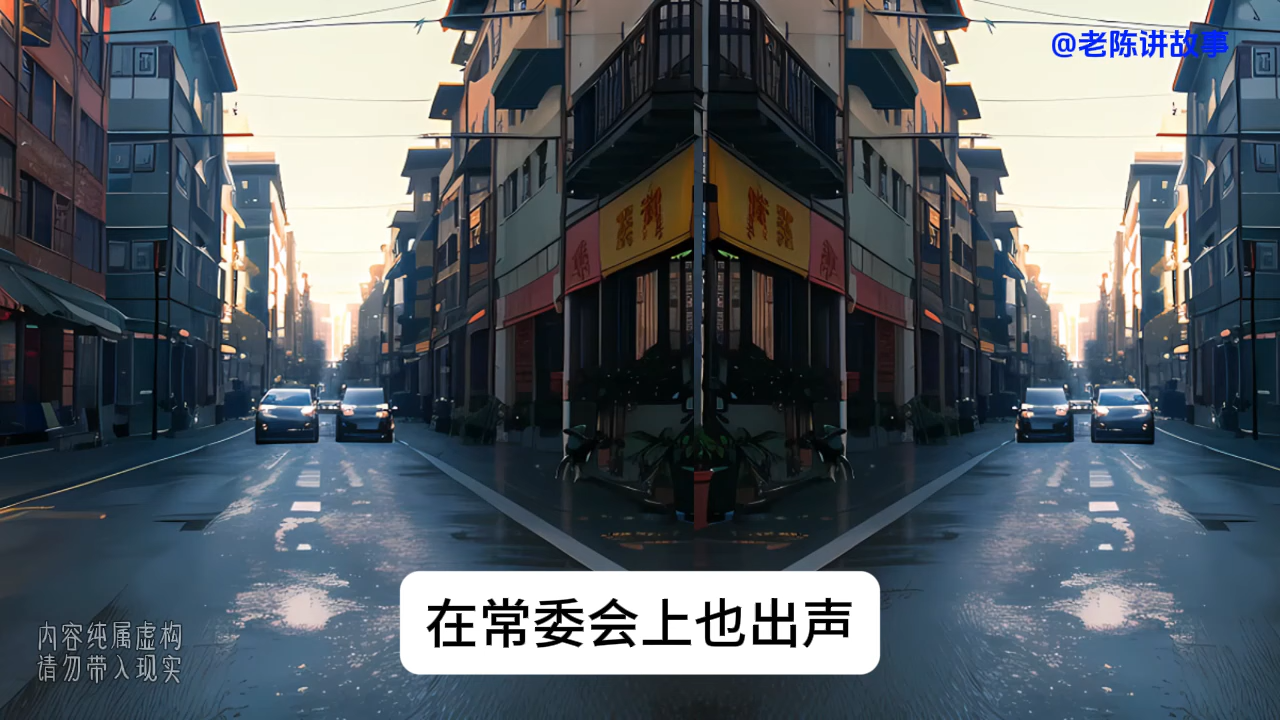 @老陈讲故事
在常委会上也出声
内容纯属虚构
请勿带入现实